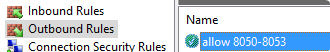 Inbound Rules
Outbound Rules
Connection Security Rules
Name
allow 8050-8053